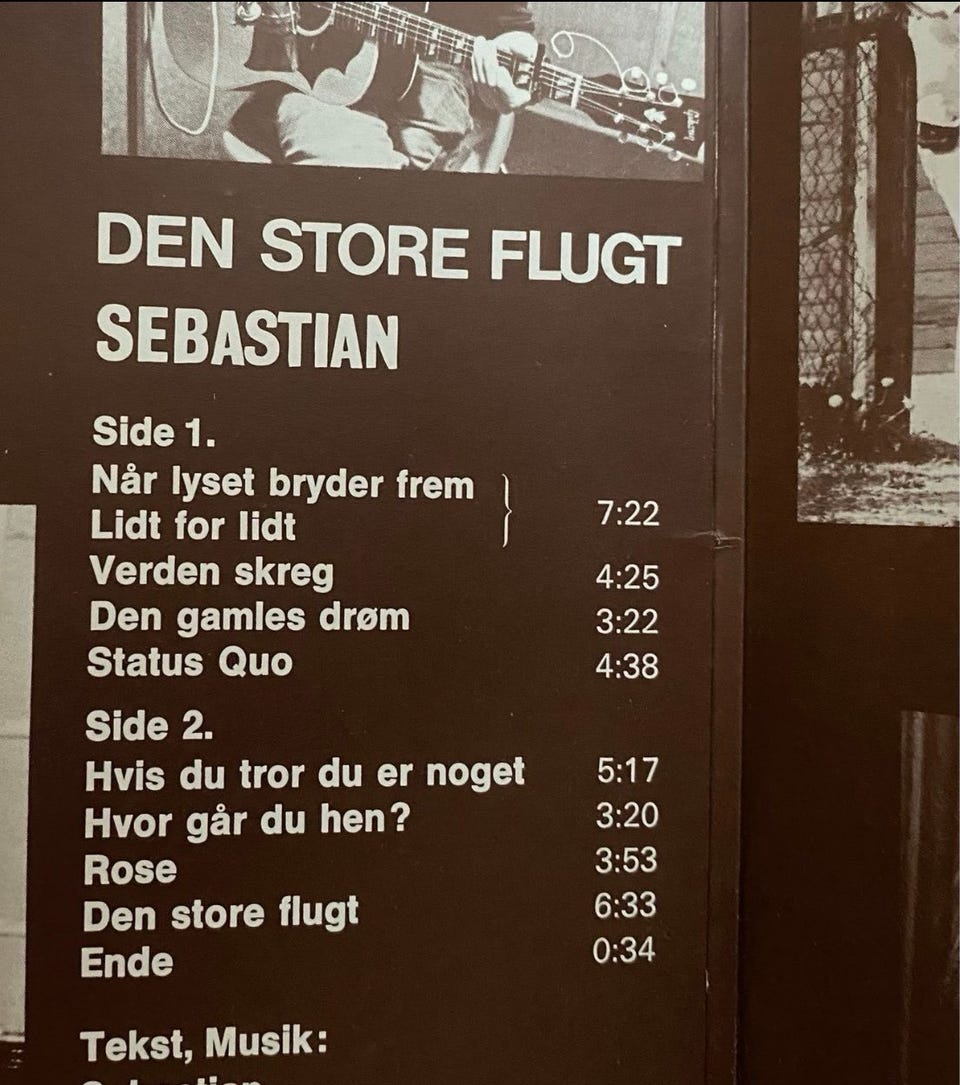 Gibson
DEN STORE FLUGT
SEBASTIAN
Side 1.
Når lyset bryder frem
Lidt for lidt } 7:22
Verden skreg 4:25
Den gamles drøm 3:22
Status Quo 4:38
Side 2.
Hvis du tror du er noget 5:17
Hvor går du hen? 3:20
Rose 3:53
Den store flugt 6:33
Ende 0:34
Tekst, Musik:
Sebastian